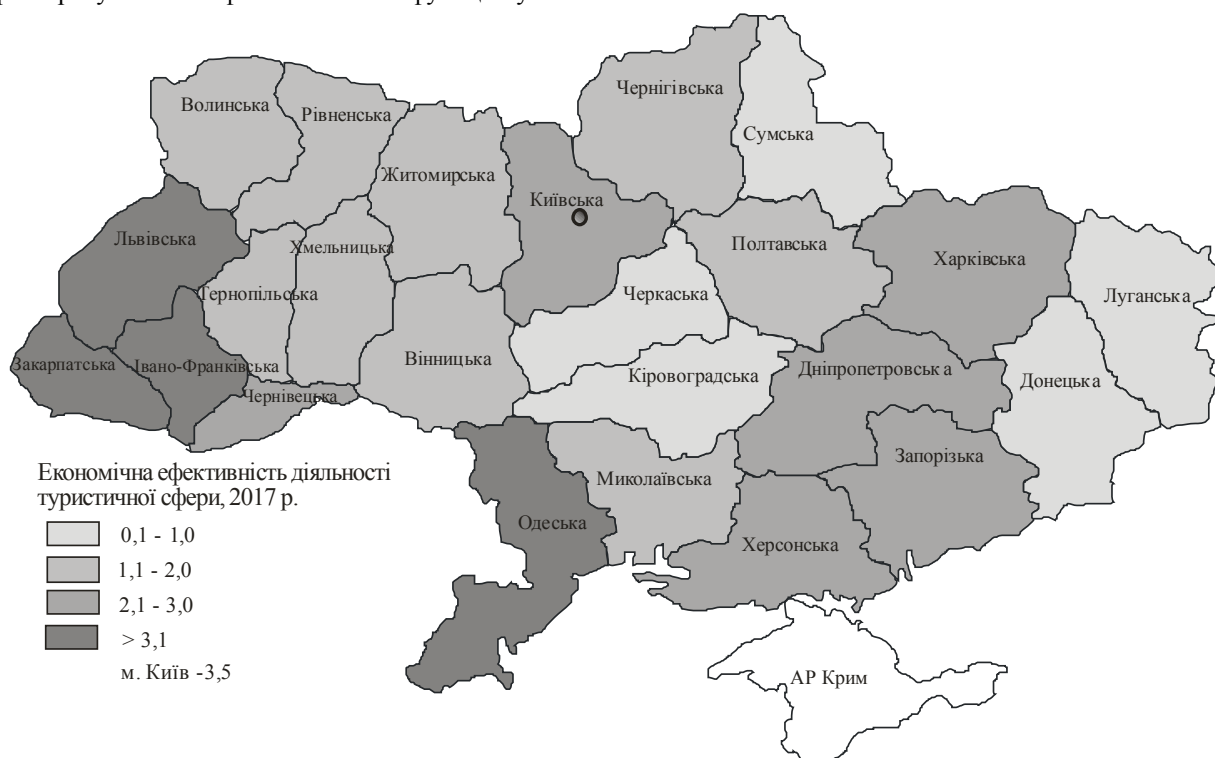 Чернігівська
Волинська
Рівненська
Сумська
Житомирська
Київська
Львівська
Хмельницька
Полтавська
Харківська
Тернопільська
Черкаська
Луганська
Закарпатська
Івано-Франківська
Вінницька
Кіровоградська
Дніпропетровська
Донецька
Чернівецька
Запорізька
Миколаївська
Одеська
Херсонська
АР Крим
Економічна ефективність діяльності
туристичної сфери, 2017 р.
0,1 - 1,0
1,1 - 2,0
2,1 - 3,0
> 3,1
м. Київ -3,5